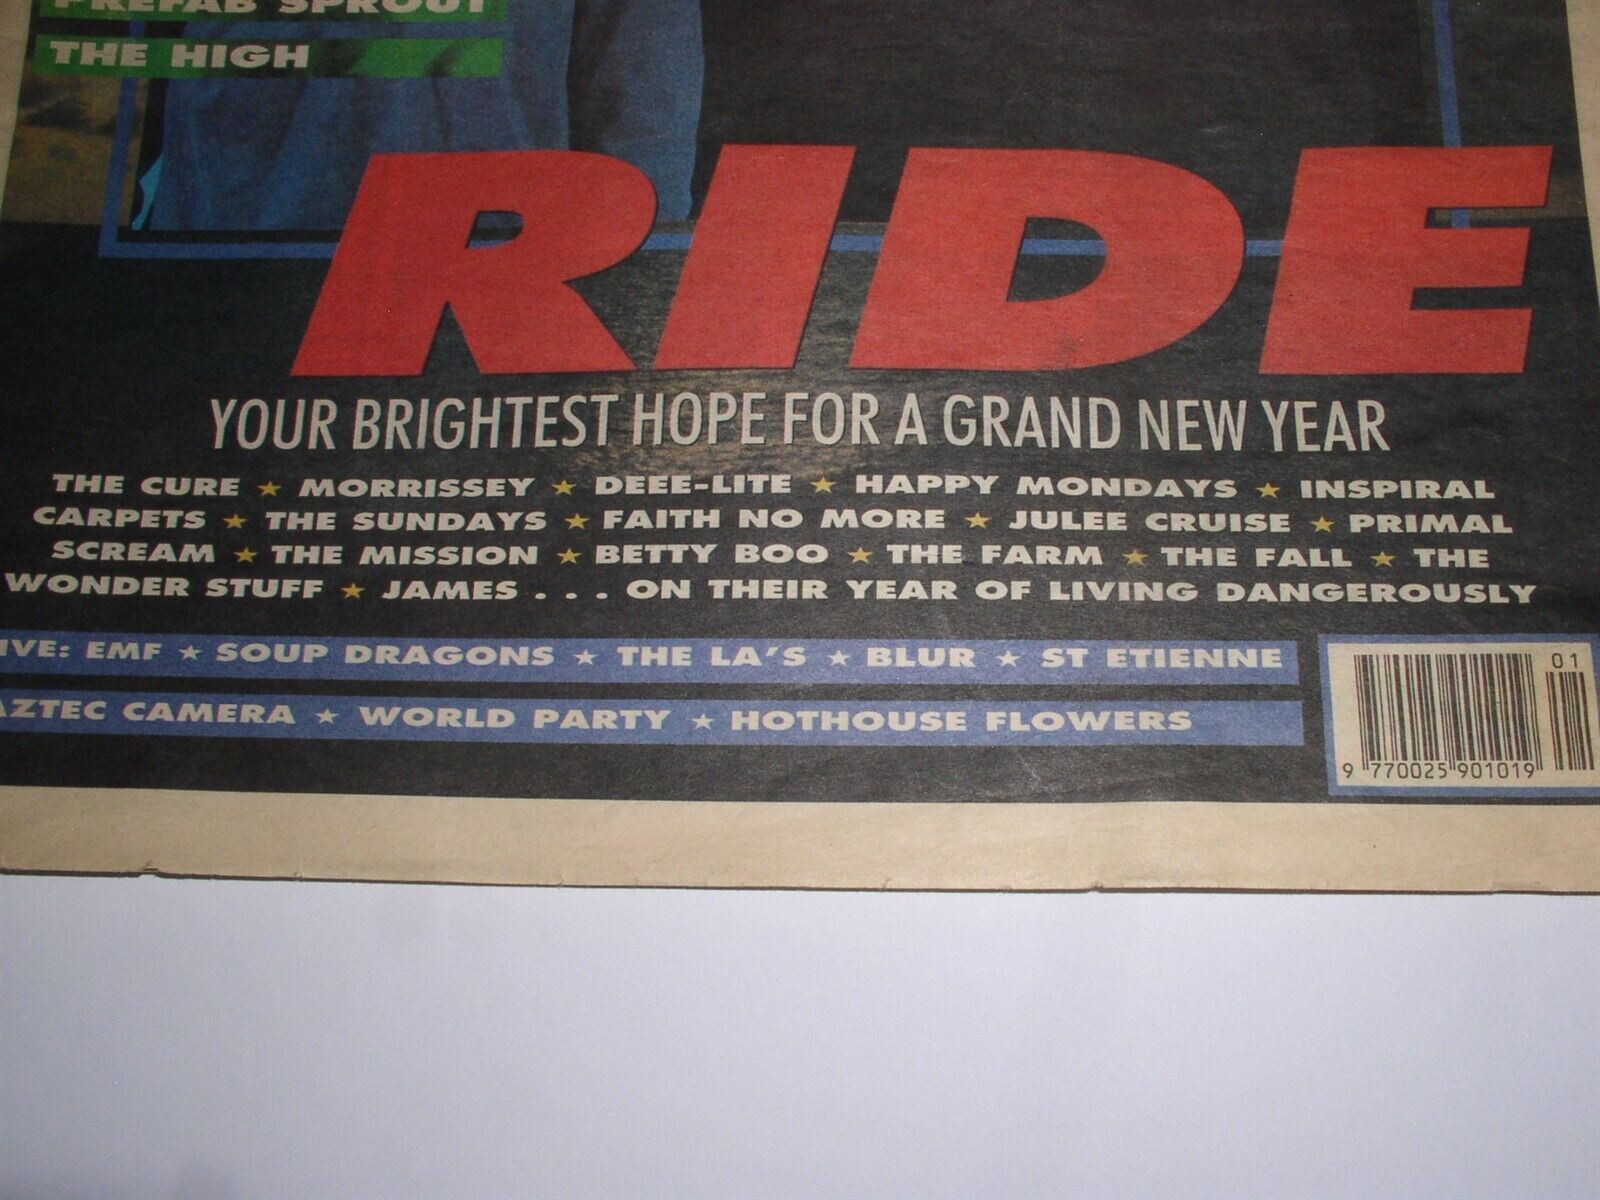 PREFAB SPROUT
THE HIGH
RIDE
YOUR BRIGHTEST HOPE FOR A GRAND NEW YEAR
THE CURE ★ MORRISSEY ★ DEEE-LITE ★ HAPPY MONDAYS ★ INSPIRAL
CARPETS ★ THE SUNDAYS ★ FAITH NO MORE ★ JULEE CRUISE ★ PRIMAL
SCREAM ★ THE MISSION ★ BETTY BOO ★ THE FARM ★ THE FALL ★ THE
WONDER STUFF ★ JAMES . . . ON THEIR YEAR OF LIVING DANGEROUSLY
IVE: EMF ★ SOUP DRAGONS ★ THE LA'S ★ BLUR ★ ST ETIENNE
AZTEC CAMERA ★ WORLD PARTY ★ HOTHOUSE FLOWERS
01
9 770025 901019